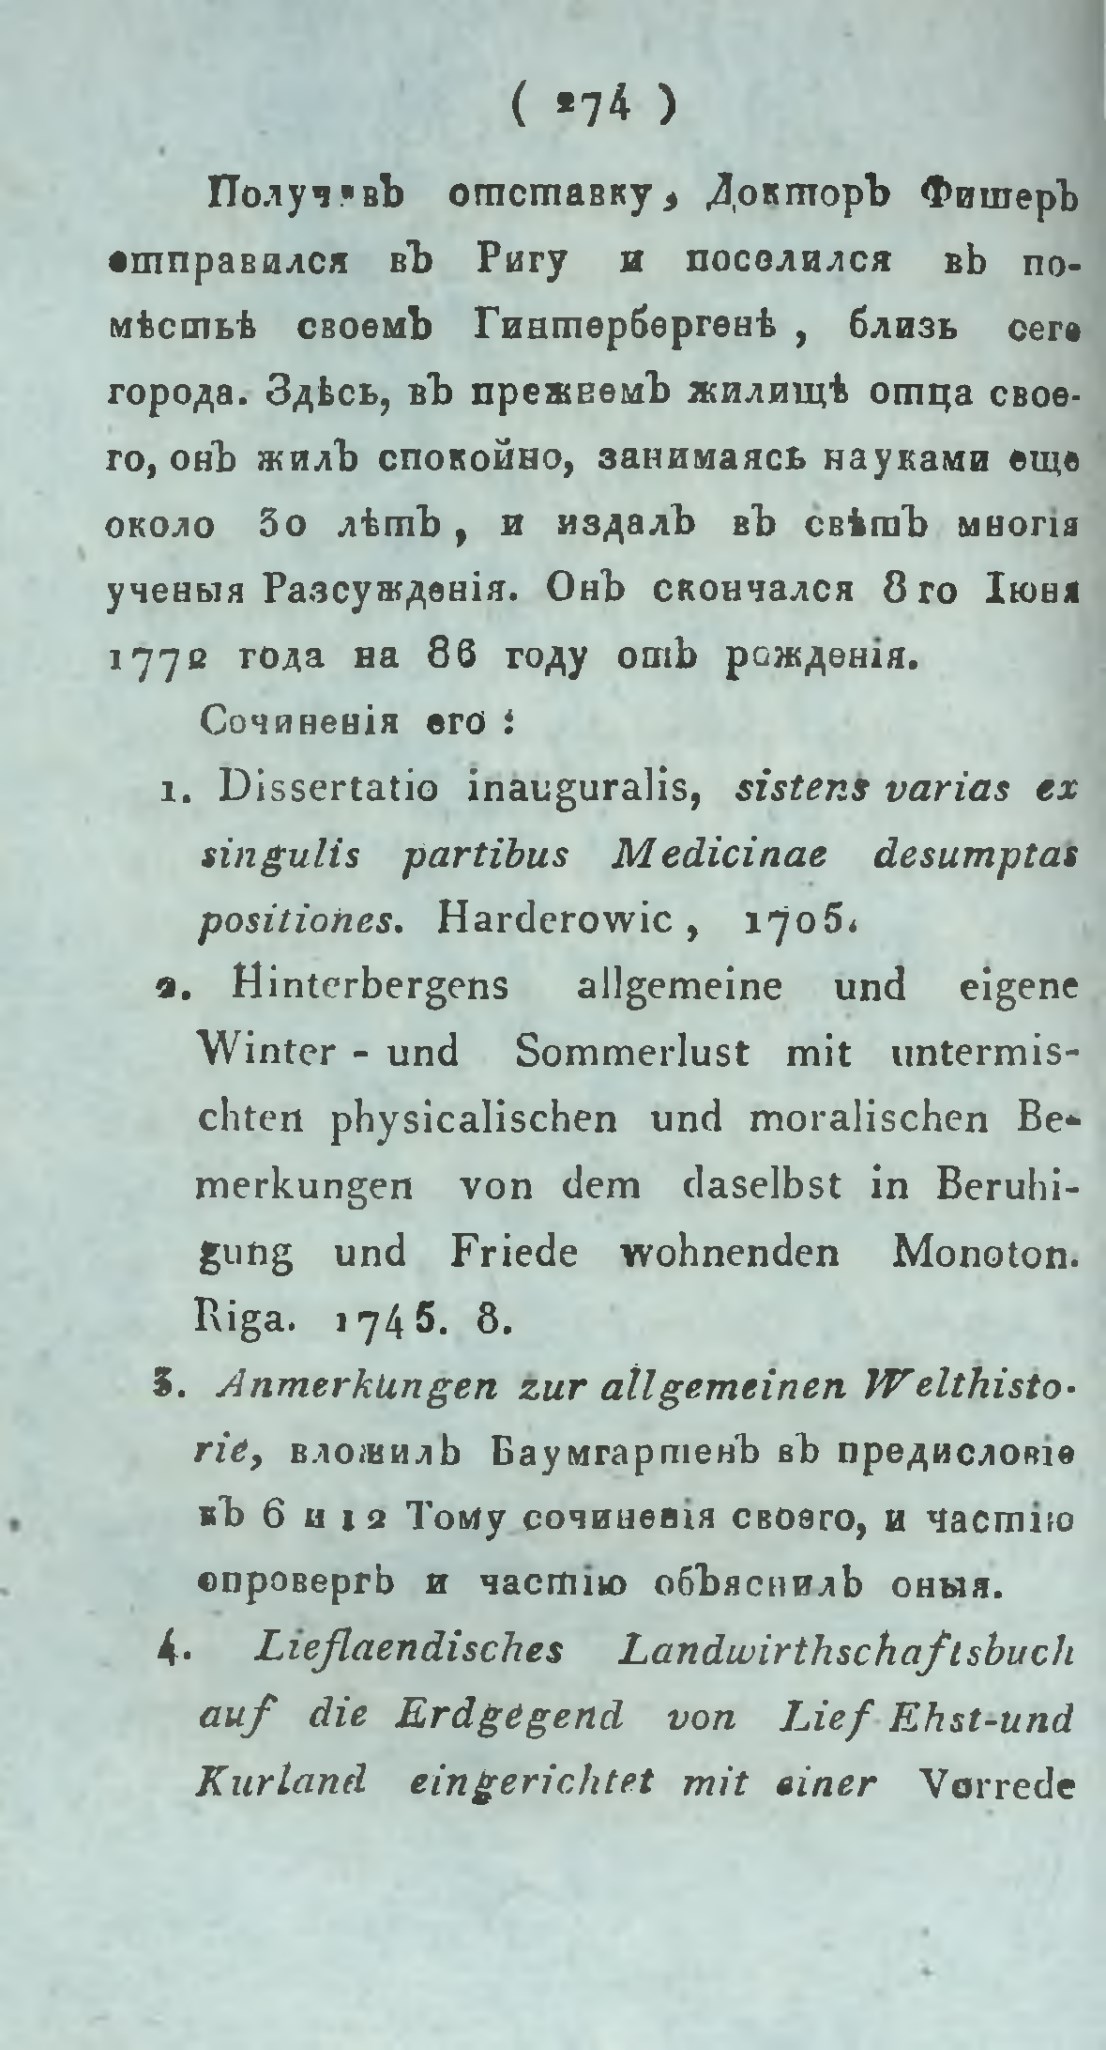 ( 274 )
Получивъ отставку, Докторъ Фишеръ
отправился въ Ригу и поселился въ по-
мѣстьѣ своемъ Гинтербергенѣ , близь сего
города. Здѣсь, въ прежнемъ жилищѣ отца свое-
го, онъ жилъ спокойно, занимаясь науками еще
около 30 лѣтъ , и издалъ въ свѣтъ многія
ученыя Разсужденія. Онъ скончался 8го Іюня
1772 года на 86 году отъ рожденія.
Сочиненія его :
1. Dissertatio inauguralis, sistens varias ex
singulis partibus Medicinae desumptas
positiones. Harderowic , 1705.
2. Hinterbergens allgemeine und eigene
Winter - und Sommerlust mit untermis-
chten physicalischen und moralischen Be-
merkungen von dem daselbst in Beruhi-
gung und Friede wohnenden Monoton.
Riga. 1745. 8.
3. Anmerkungen zur allgemeinen Welthisto-
rie, вложилъ Баумгартенъ въ предисловіе
къ 6 и 12 Тому сочиненія своего, и частію
опровергъ и частію объяснилъ оныя.
4. Lieflaendisches Landwirthschaftsbuch
auf die Erdgegend von Lief-Ehst-und
Kurland eingerichtet mit einer Vorrede